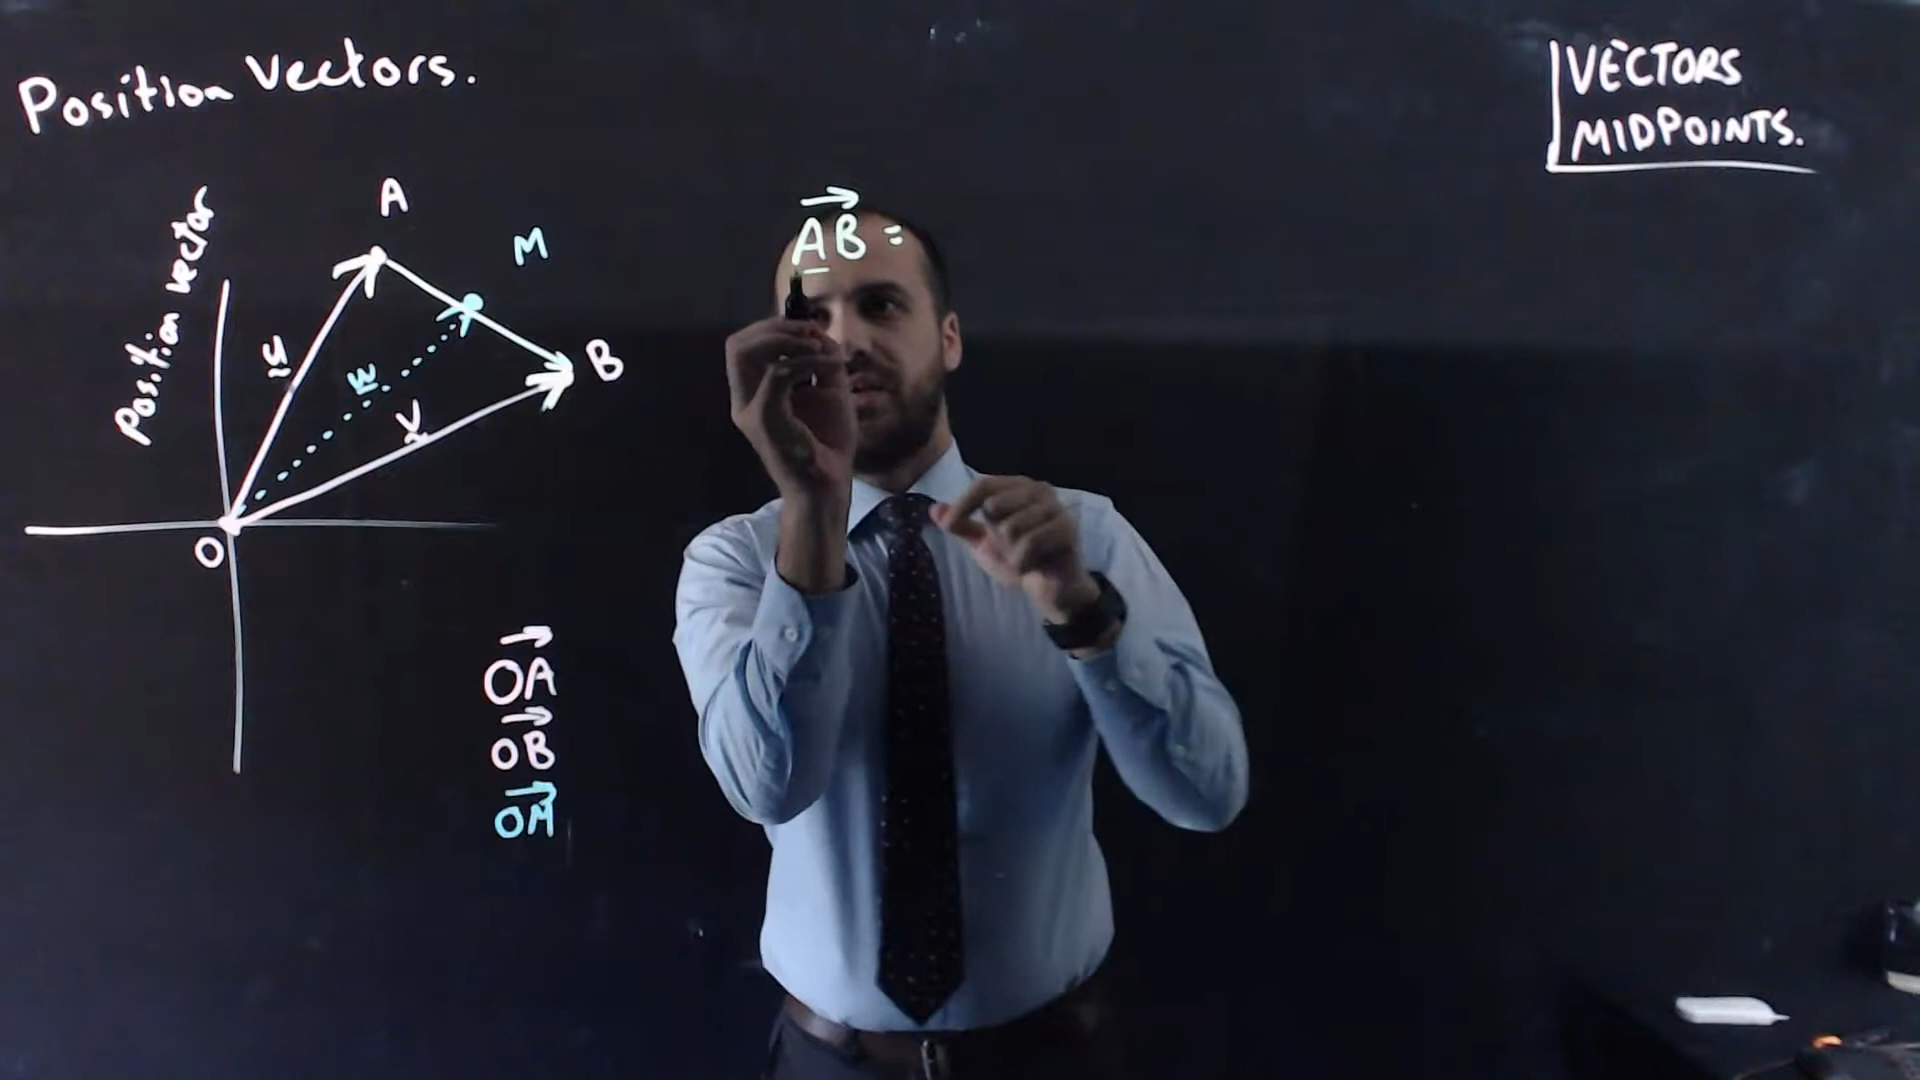 Position Vectors.
VECTORS
MIDPOINTS.
Position vector
A
M
B
u
w
v
O
AB =
OA
OB
OM